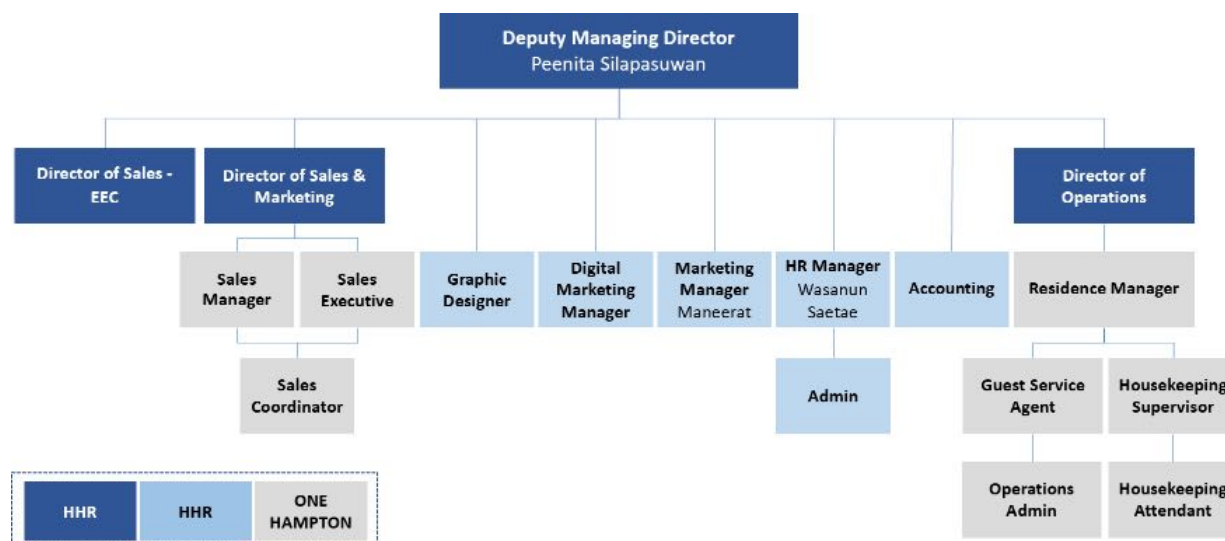 Deputy Managing Director
Peenita Silapasuwan
Director of Sales -
EEC
Director of Sales &
Marketing
Director of
Operations
Sales
Manager
Sales
Executive
Graphic
Designer
Digital
Marketing
Manager
Marketing
Manager
Maneerat
HR Manager
Wasanun
Saetae
Accounting
Residence Manager
Sales
Coordinator
Admin
Guest Service
Agent
Housekeeping
Supervisor
Operations
Admin
Housekeeping
Attendant
HHR
HHR
ONE
HAMPTON